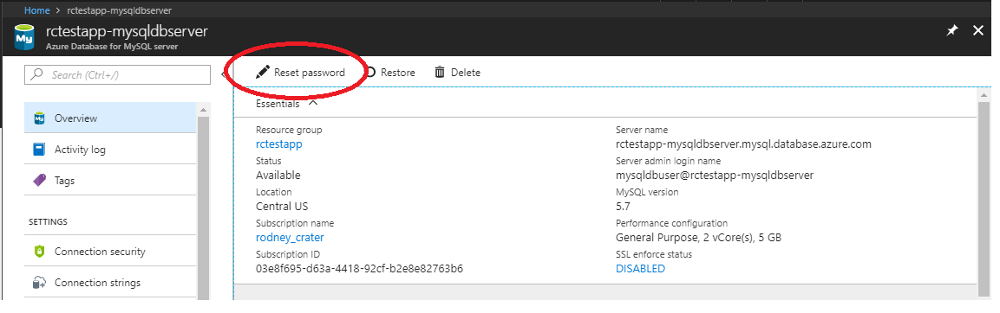 Home > rctestapp-mysqldbserver
rctestapp-mysqldbserver
Azure Database for MySQL server
My
Search (Ctrl+/)
Reset password Restore Delete
Essentials
Overview
Activity log
Tags
SETTINGS
Connection security
Connection strings
Resource group
rctestapp
Status
Available
Location
Central US
Subscription name
rodney_crater
Subscription ID
03e8f695-d63a-4418-92cf-b2e8e82763b6
Server name
rctestapp-mysqldbserver.mysql.database.azure.com
Server admin login name
mysqldbuser@rctestapp-mysqldbserver
MySQL version
5.7
Performance configuration
General Purpose, 2 vCore(s), 5 GB
SSL enforce status
DISABLED